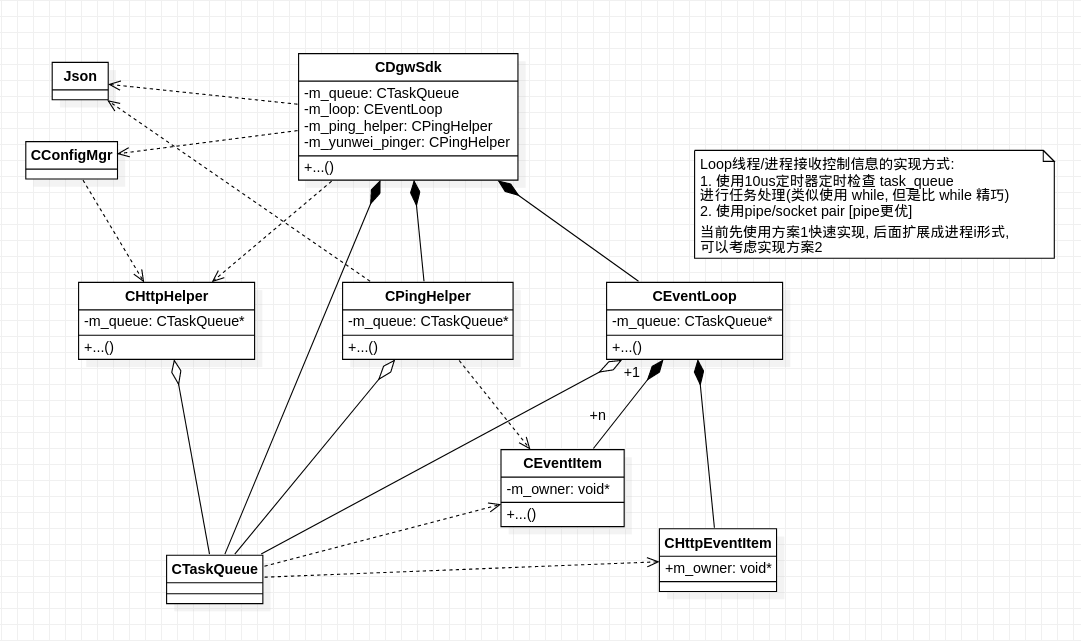 Json
CDgwSdk
-m_queue: CTaskQueue
-m_loop: CEventLoop
-m_ping_helper: CPingHelper
-m_yunwei_pinger: CPingHelper
+...()
CConfigMgr
Loop线程/进程接收控制信息的实现方式:
1. 使用10us定时器定时检查 task_queue
进行任务处理(类似使用 while, 但是比 while 精巧)
2. 使用pipe/socket pair [pipe更优]
当前先使用方案1快速实现, 后面扩展成进程i形式,
可以考虑实现方案2
CHttpHelper
-m_queue: CTaskQueue*
+...()
CPingHelper
-m_queue: CTaskQueue*
+...()
CEventLoop
-m_queue: CTaskQueue*
+...()
+1
+n
CEventItem
-m_owner: void*
+...()
CHttpEventItem
+m_owner: void*
CTaskQueue